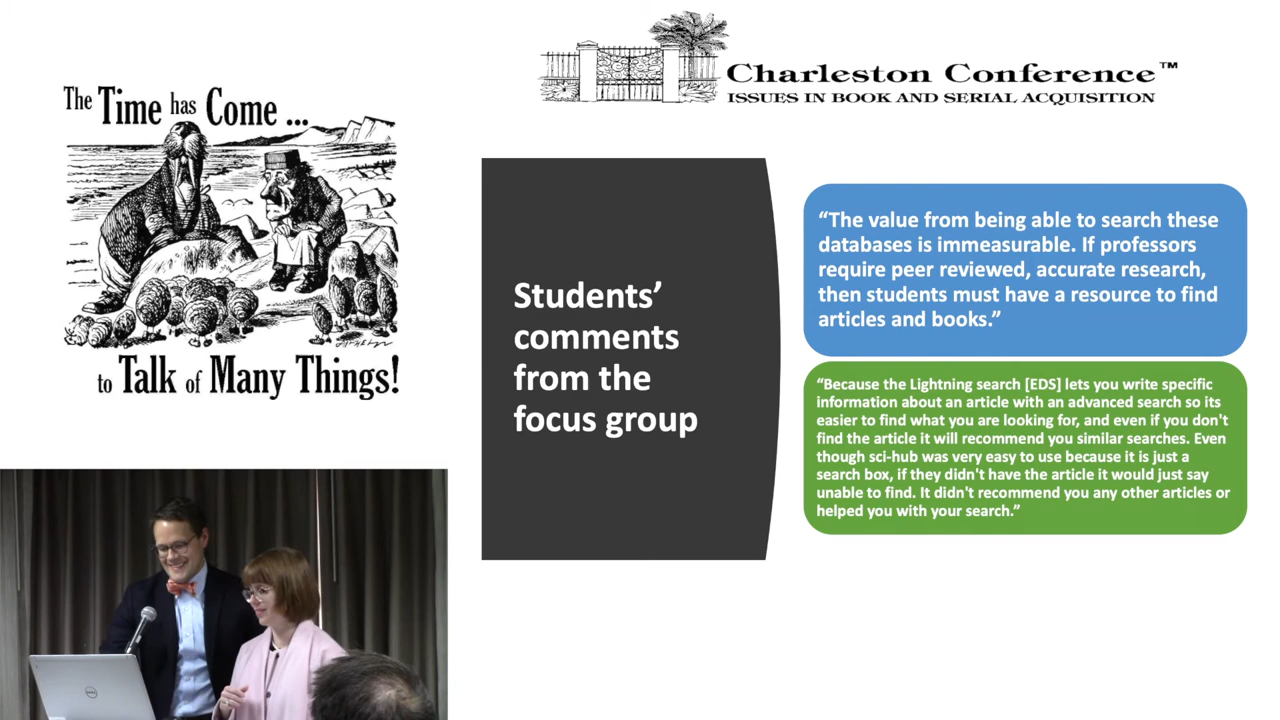 The Time has Come ...
to Talk of Many Things!
Charleston Conference™
ISSUES IN BOOK AND SERIAL ACQUISITION
Students’
comments
from the
focus group
“The value from being able to search these
databases is immeasurable. If professors
require peer reviewed, accurate research,
then students must have a resource to find
articles and books.”
“Because the Lightning search [EDS] lets you write specific
information about an article with an advanced search so its
easier to find what you are looking for, and even if you don't
find the article it will recommend you similar searches. Even
though sci-hub was very easy to use because it is just a
search box, if they didn't have the article it would just say
unable to find. It didn't recommend you any other articles or
helped you with your search.”
DELL